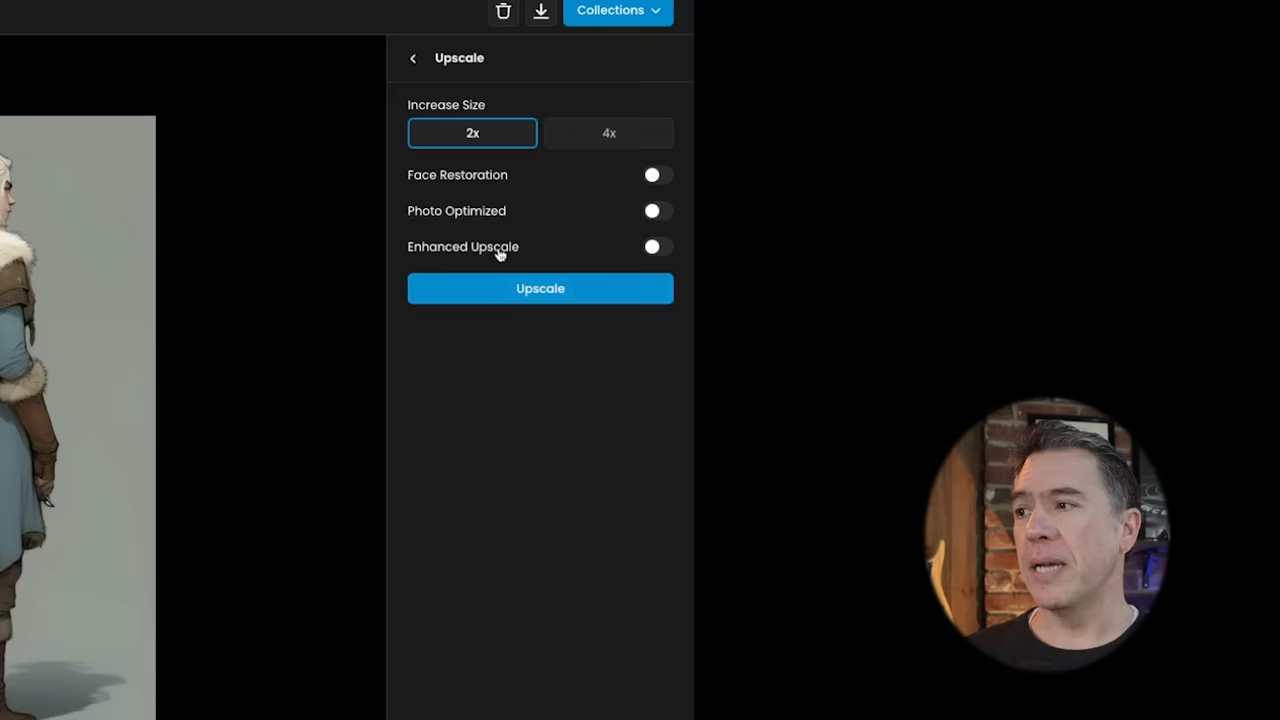 Collections
Upscale
Increase Size
2x
4x
Face Restoration
Photo Optimized
Enhanced Upscale
Upscale